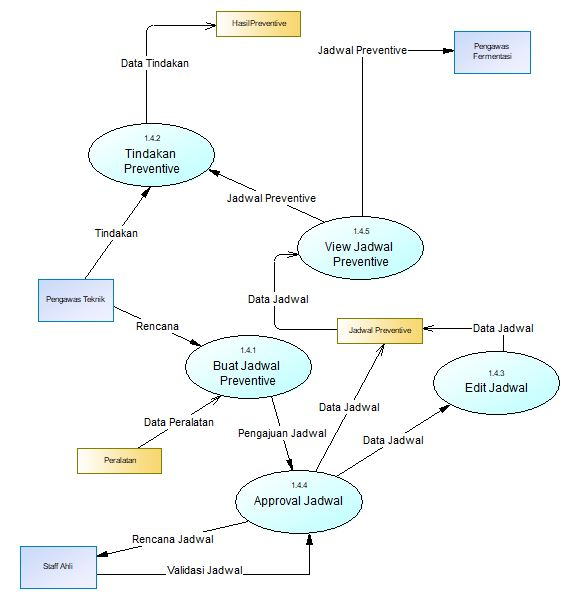 HasilPreventive
Jadwal Preventive
Pengawas
Fermentasi
Data Tindakan
1.4.2
Tindakan
Preventive
Jadwal Preventive
Tindakan
1.4.5
View Jadwal
Preventive
Pengawas Teknik
Data Jadwal
Rencana
Jadwal Preventive
Data Jadwal
1.4.1
Buat Jadwal
Preventive
1.4.3
Edit Jadwal
Data Jadwal
Data Peralatan
Pengajuan Jadwal
Data Jadwal
Peralatan
1.4.4
Approval Jadwal
Rencana Jadwal
Staff Ahli
Validasi Jadwal